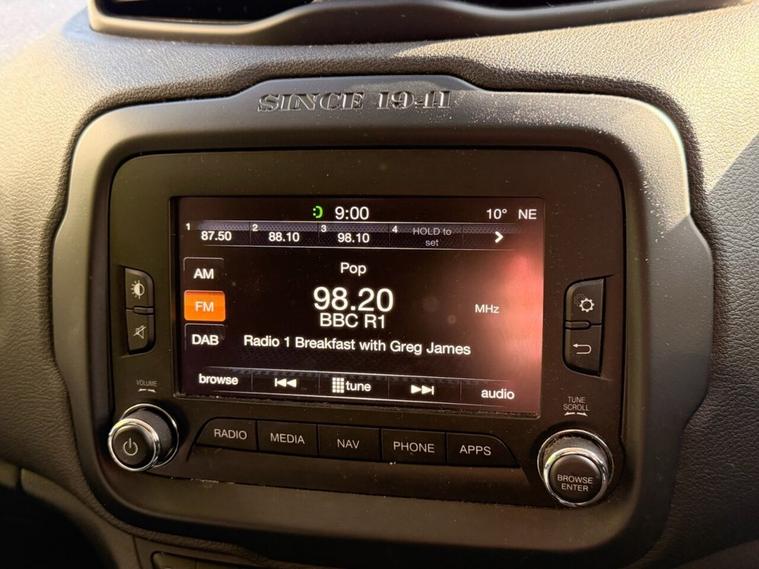 SINCE 1941
9:00 10° NE
1 87.50 2 88.10 3 98.10 4 HOLD to set
Pop
AM
98.20 MHz
FM
BBC R1
DAB
Radio 1 Breakfast with Greg James
browse tune audio
VOLUME
TUNE SCROLL
RADIO MEDIA NAV PHONE APPS
BROWSE ENTER